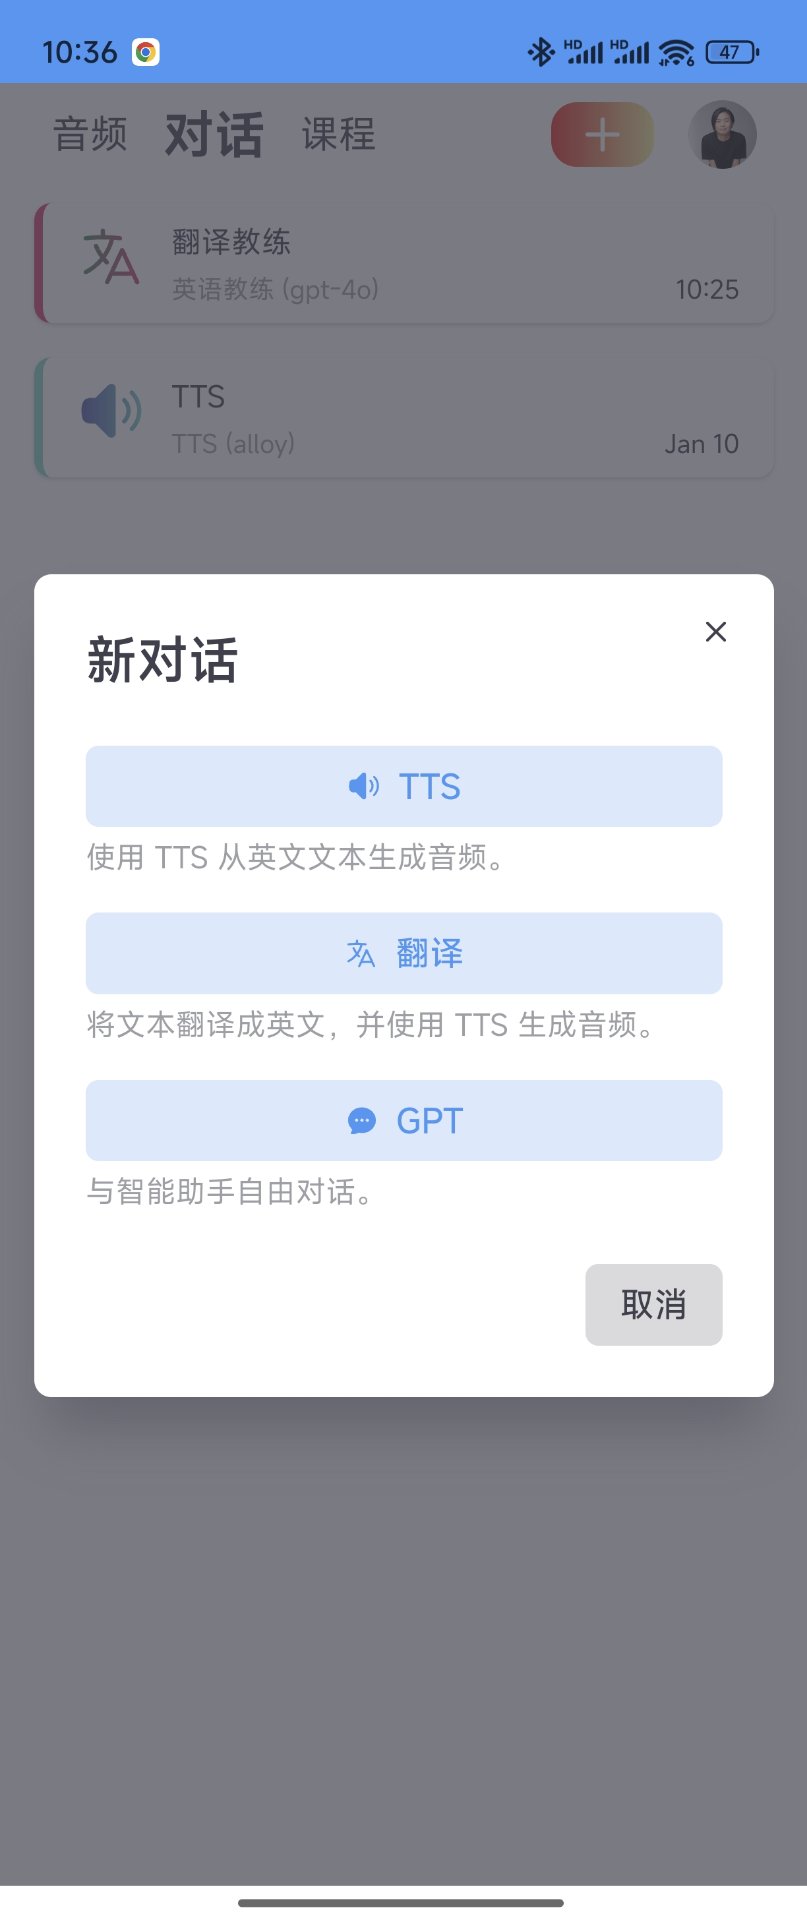 10:36
HD HD 6 47
音频 对话 课程
翻译教练
英语教练 (gpt-4o) 10:25
TTS
TTS (alloy) Jan 10
新对话
TTS
使用 TTS 从英文文本生成音频。
翻译
将文本翻译成英文，并使用 TTS 生成音频。
GPT
与智能助手自由对话。
取消